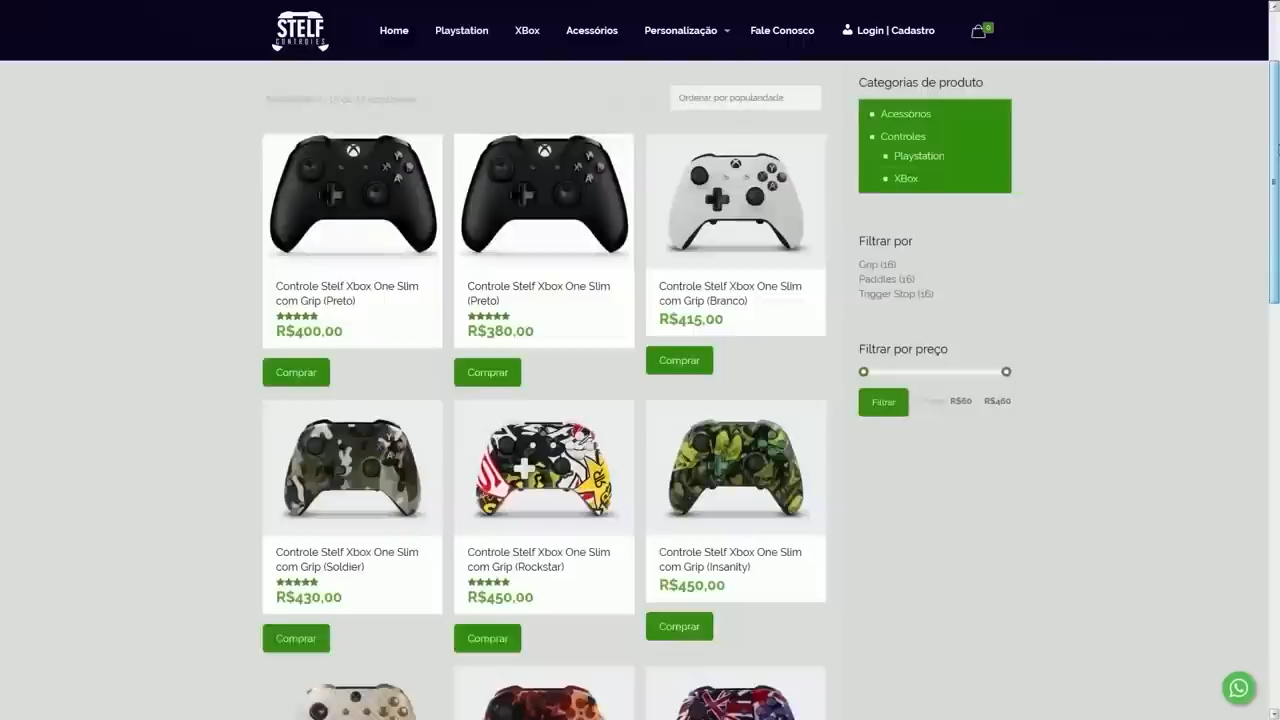 STELF
CONTROLES
Home
Playstation
XBox
Acessórios
Personalização
Fale Conosco
Login | Cadastro
0
Ordenar por popularidade
Categorias de produto
Acessórios
Controles
Playstation
XBox
Filtrar por
Grip (16)
Paddles (16)
Trigger Stop (16)
Filtrar por preço
Filtrar
R$60
R$460
Controle Stelf Xbox One Slim
com Grip (Preto)
R$400,00
Comprar
Controle Stelf Xbox One Slim
(Preto)
R$380,00
Comprar
Controle Stelf Xbox One Slim
com Grip (Branco)
R$415,00
Comprar
Controle Stelf Xbox One Slim
com Grip (Soldier)
R$430,00
Comprar
Controle Stelf Xbox One Slim
com Grip (Rockstar)
R$450,00
Comprar
Controle Stelf Xbox One Slim
com Grip (Insanity)
R$450,00
Comprar